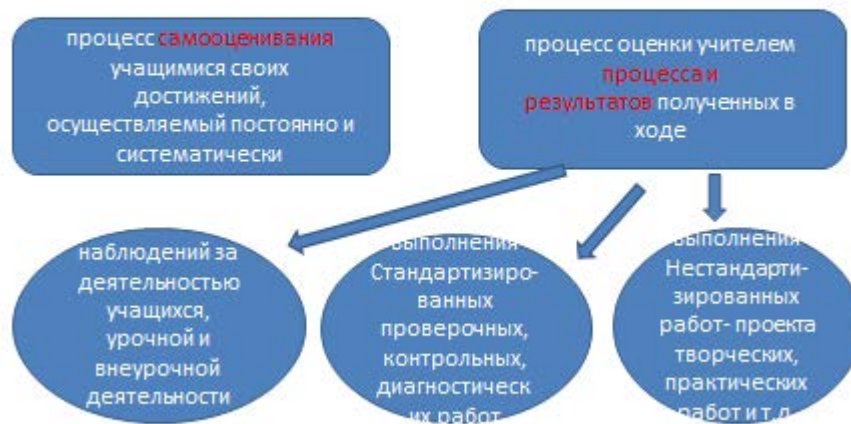 процесс самооценивания
учащимися своих
достижений,
осуществляемый постоянно и
систематически
процесс оценки учителем
процесса и
результатов полученных в
ходе
наблюдений за
деятельностью
учащихся,
урочной и
внеурочной
деятельности
выполнения
Стандартизиро-
ванных
проверочных,
контрольных,
диагностическ
их работ
выполнения
Нестандарти-
зированных
работ- проекта
творческих,
практических
работ и т.д.